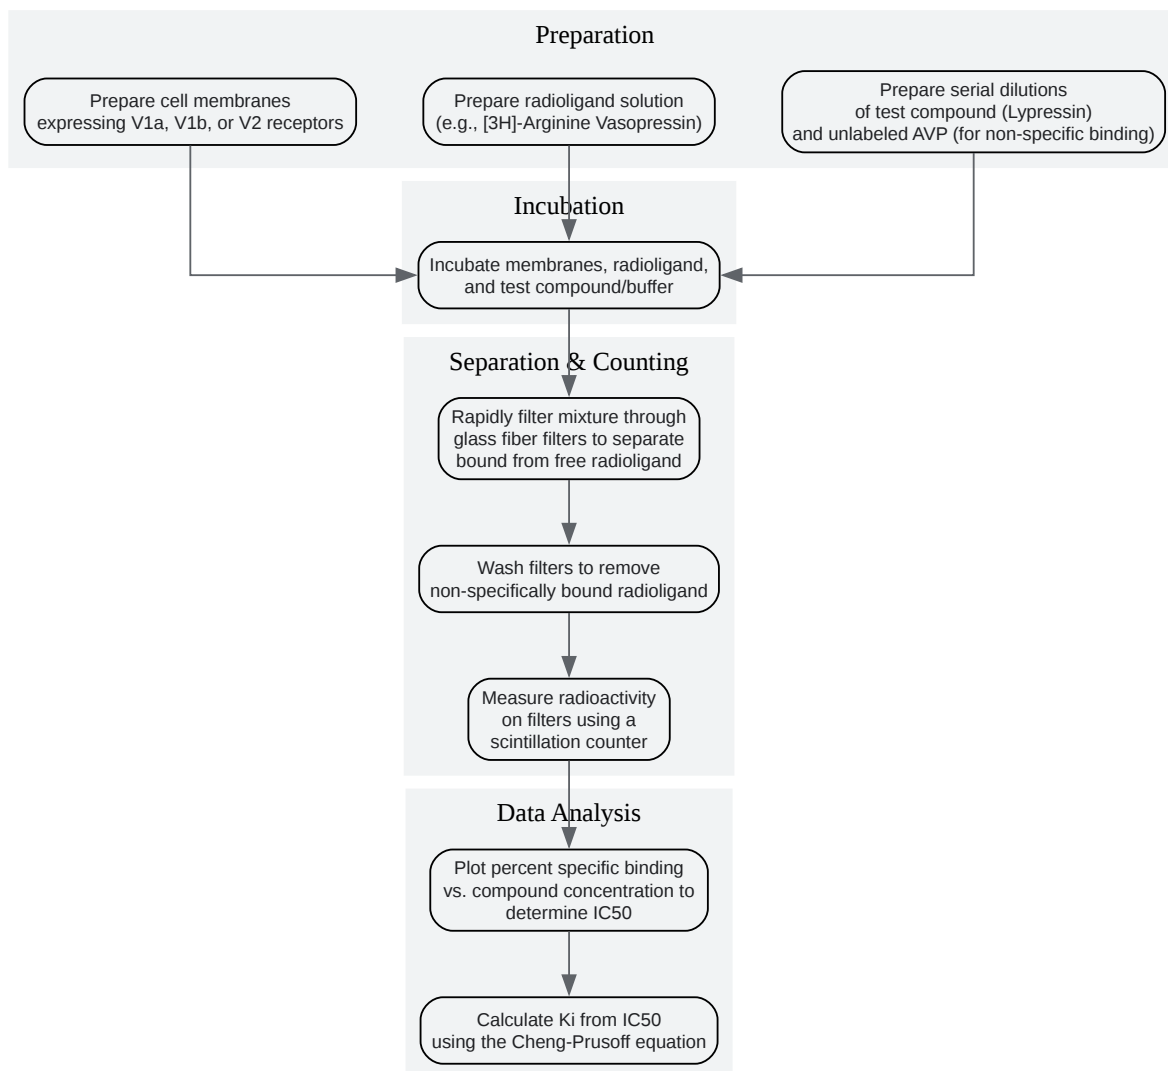 Preparation
Prepare cell membranes
expressing V1a, V1b, or V2 receptors
Prepare radioligand solution
(e.g., [3H]-Arginine Vasopressin)
Prepare serial dilutions
of test compound (Lypressin)
and unlabeled AVP (for non-specific binding)
Incubation
Incubate membranes, radioligand,
and test compound/buffer
Separation & Counting
Rapidly filter mixture through
glass fiber filters to separate
bound from free radioligand
Wash filters to remove
non-specifically bound radioligand
Measure radioactivity
on filters using a
scintillation counter
Data Analysis
Plot percent specific binding
vs. compound concentration to
determine IC50
Calculate Ki from IC50
using the Cheng-Prusoff equation